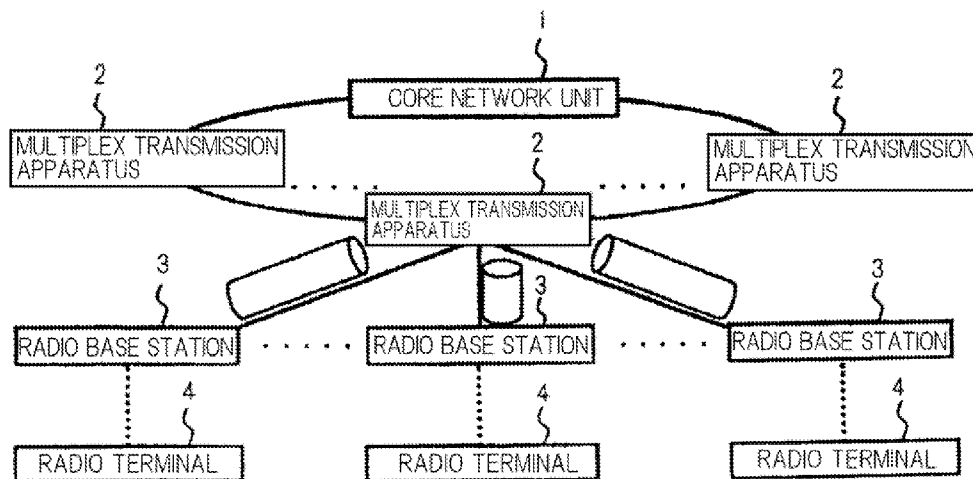 1
CORE NETWORK UNIT
2
MULTIPLEX TRANSMISSION
APPARATUS
2
MULTIPLEX TRANSMISSION
APPARATUS
2
MULTIPLEX TRANSMISSION
APPARATUS
3
RADIO BASE STATION
3
RADIO BASE STATION
3
RADIO BASE STATION
4
RADIO TERMINAL
4
RADIO TERMINAL
4
RADIO TERMINAL